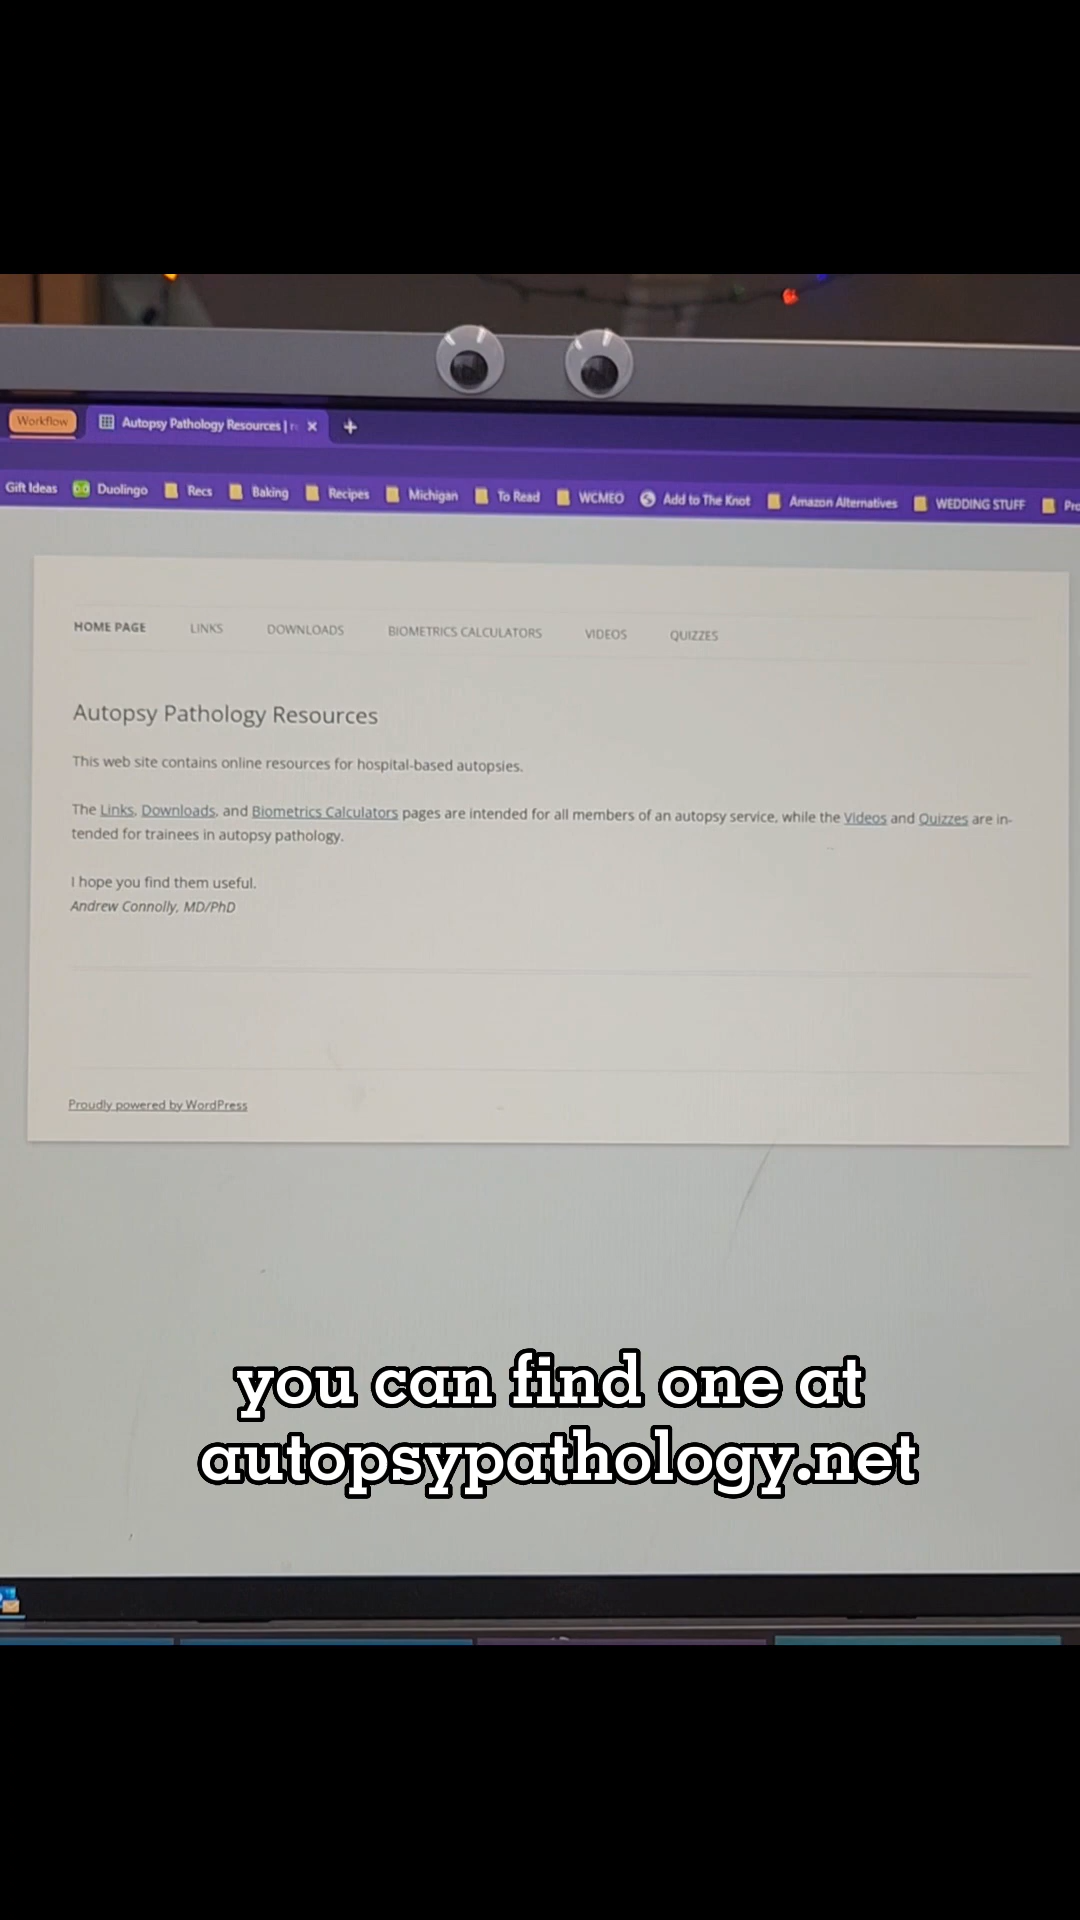 Workflow
Autopsy Pathology Resources |
Gift Ideas
Duolingo
Recs
Baking
Recipes
Michigan
To Read
WCMEO
Add to The Knot
Amazon Alternatives
WEDDING STUFF
HOME PAGE
LINKS
DOWNLOADS
BIOMETRICS CALCULATORS
VIDEOS
QUIZZES
Autopsy Pathology Resources
This web site contains online resources for hospital-based autopsies.
The Links, Downloads, and Biometrics Calculators pages are intended for all members of an autopsy service, while the Videos and Quizzes are in-
tended for trainees in autopsy pathology.
I hope you find them useful.
Andrew Connolly, MD/PhD
Proudly powered by WordPress
you can find one at
autopsypathology.net